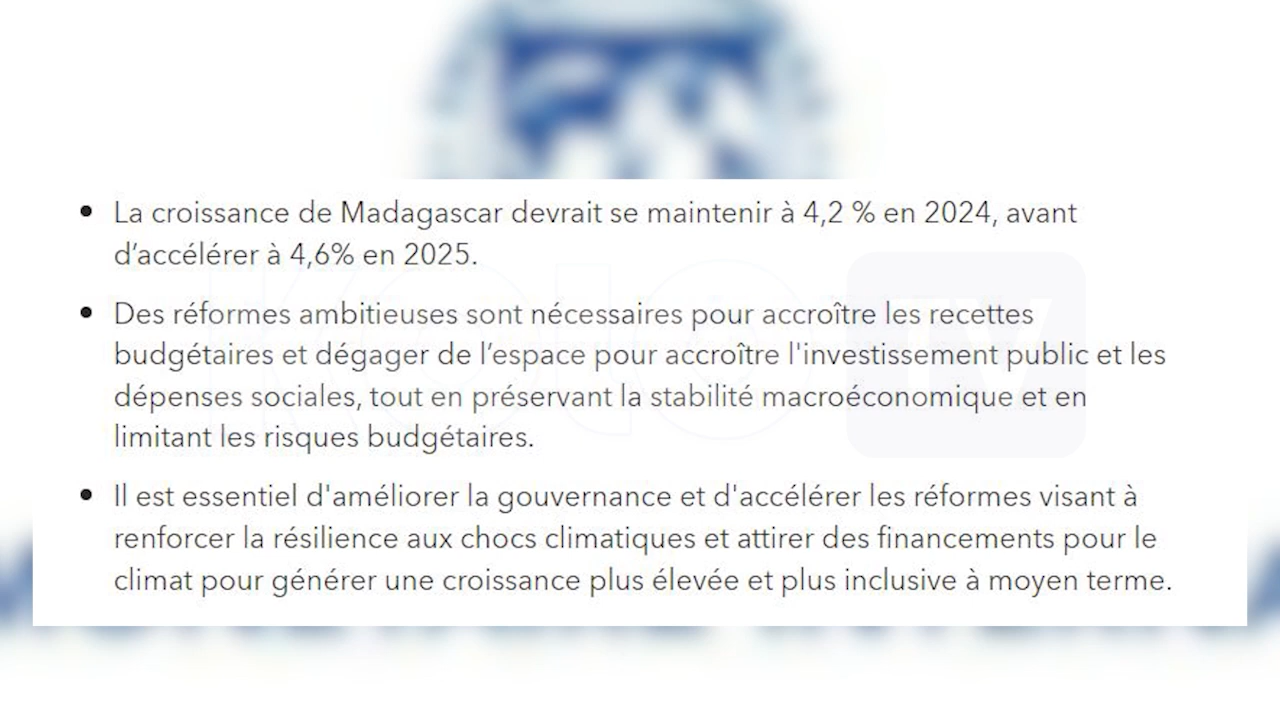 La croissance de Madagascar devrait se maintenir à 4,2 % en 2024, avant
d’accélérer à 4,6% en 2025.
Des réformes ambitieuses sont nécessaires pour accroître les recettes
budgétaires et dégager de l’espace pour accroître l'investissement public et les
dépenses sociales, tout en préservant la stabilité macroéconomique et en
limitant les risques budgétaires.
Il est essentiel d'améliorer la gouvernance et d'accélérer les réformes visant à
renforcer la résilience aux chocs climatiques et attirer des financements pour le
climat pour générer une croissance plus élevée et plus inclusive à moyen terme.